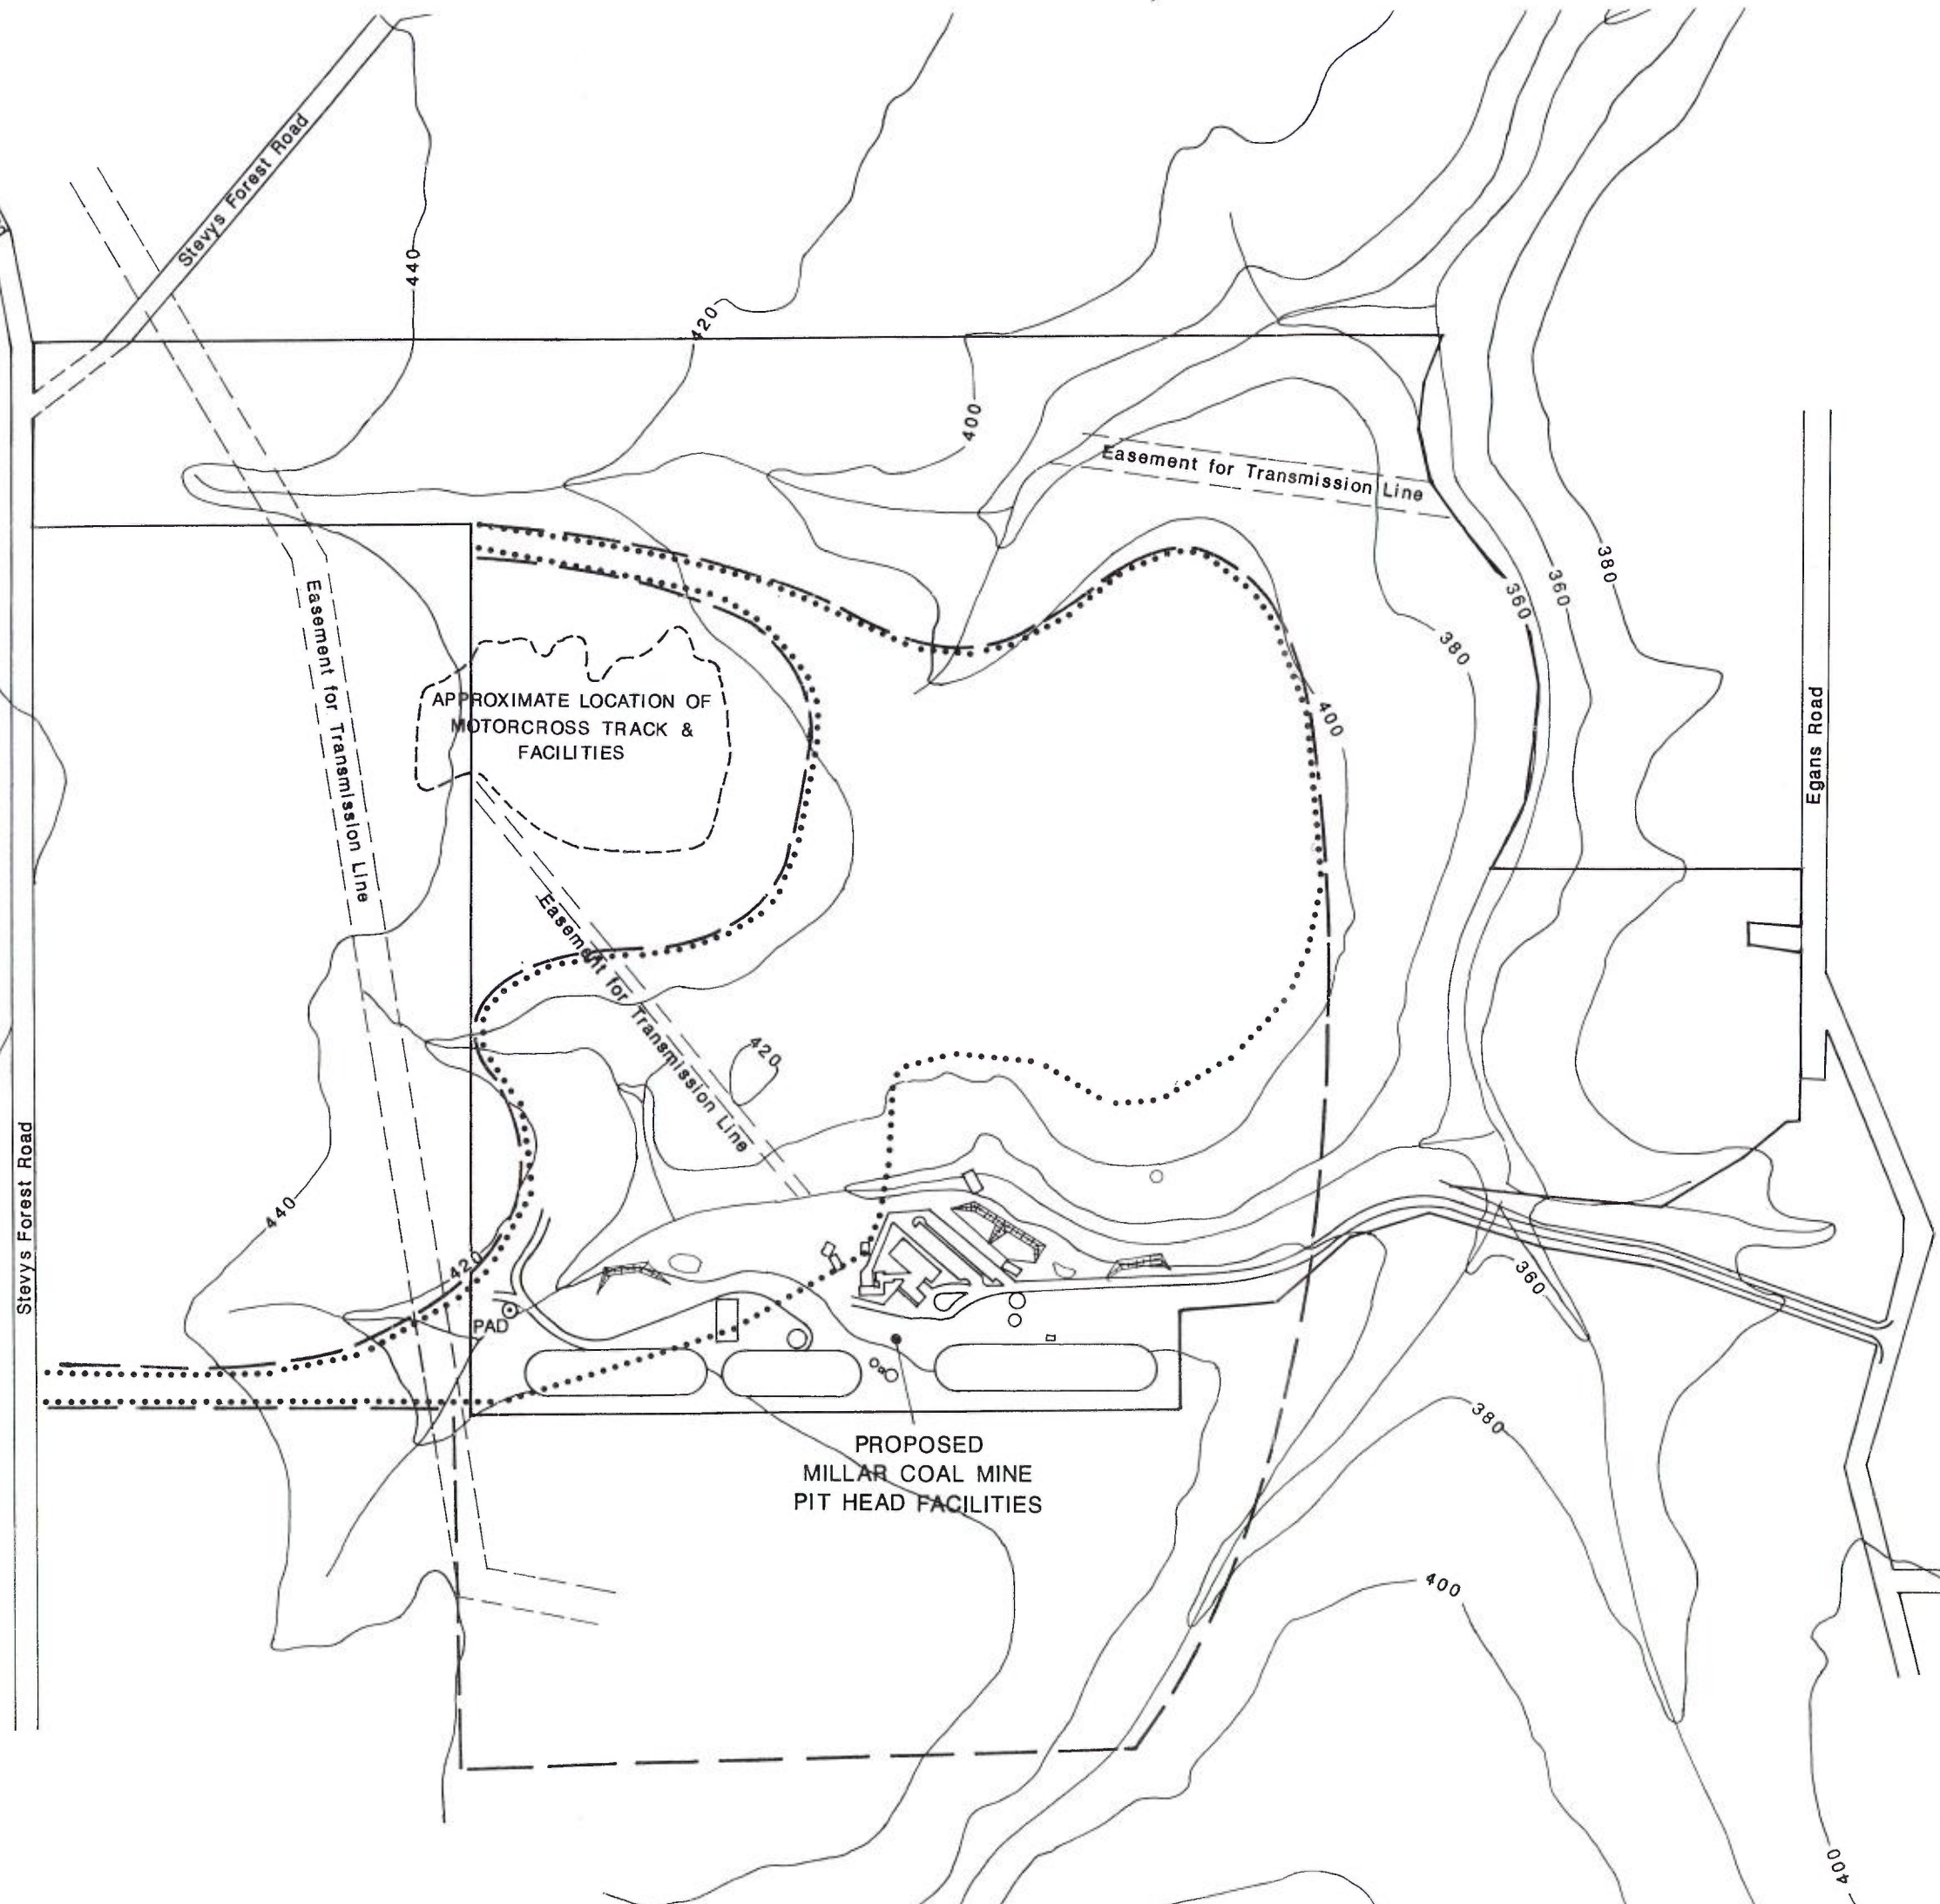 Stevys Forest Road
440
420
400
Easement for Transmission Line
380
360
360
380
Easement for Transmission Line
APPROXIMATE LOCATION OF
MOTORCROSS TRACK &
FACILITIES
400
Egans Road
Easement for Transmission Line
420
Stevys Forest Road
440
420
PAD
360
380
PROPOSED
MILLAR COAL MINE
PIT HEAD FACILITIES
400
400